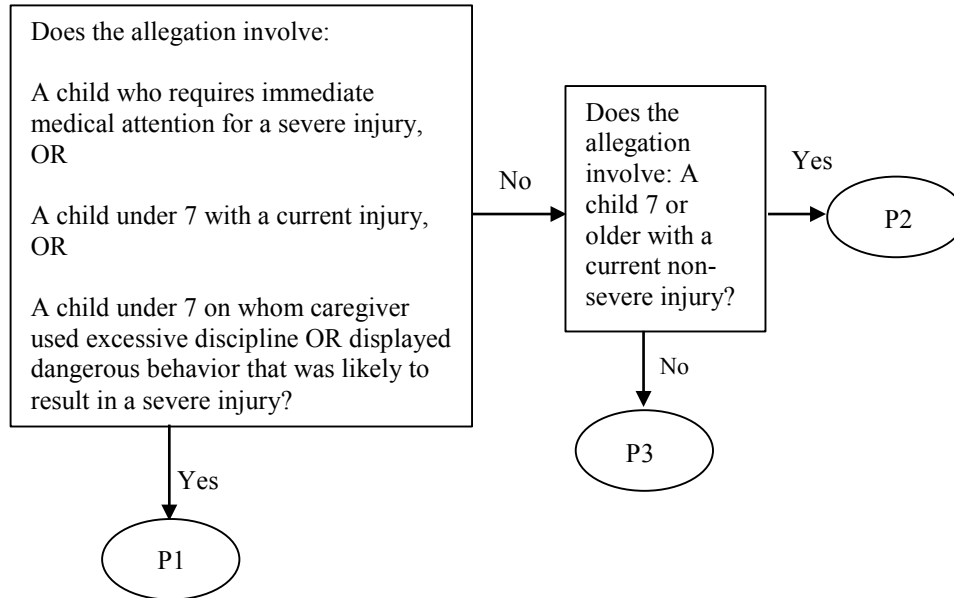 Does the allegation involve:
A child who requires immediate
medical attention for a severe injury,
OR
A child under 7 with a current injury,
OR
A child under 7 on whom caregiver
used excessive discipline OR displayed
dangerous behavior that was likely to
result in a severe injury?
No
Does the
allegation
involve: A
child 7 or
older with a
current non-
severe injury?
Yes
P2
No
P3
Yes
P1